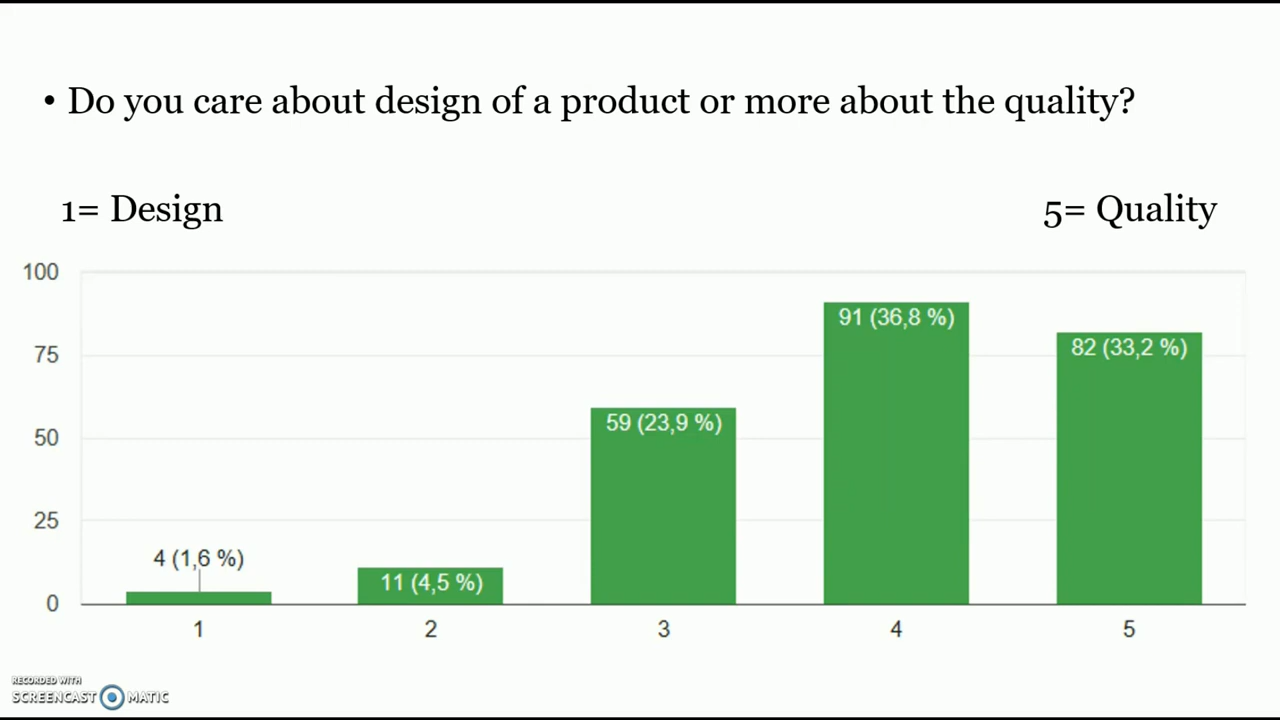 • Do you care about design of a product or more about the quality?
1= Design 5= Quality
100
75
50
25
0
4 (1,6 %)
11 (4,5 %)
59 (23,9 %)
91 (36,8 %)
82 (33,2 %)
1 2 3 4 5
RECORDED WITH
SCREENCAST MATIC